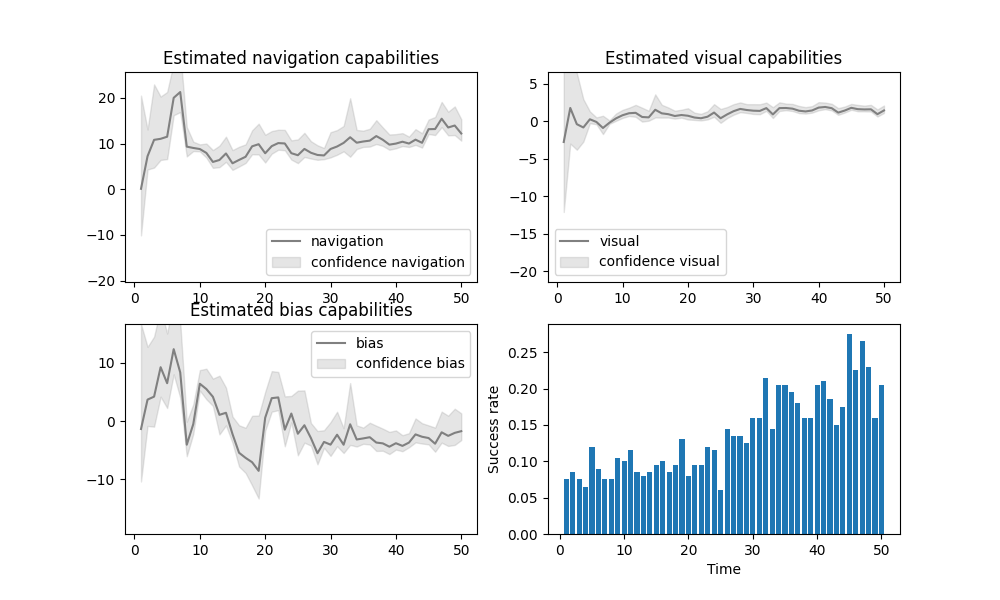 Estimated navigation capabilities
20
10
0
−10
−20
navigation
confidence navigation
0 10 20 30 40 50
Estimated visual capabilities
5
0
−5
−10
−15
−20
visual
confidence visual
0 10 20 30 40 50
Estimated bias capabilities
10
0
−10
bias
confidence bias
0 10 20 30 40 50
Success rate
0.25
0.20
0.15
0.10
0.05
0.00
0 10 20 30 40 50
Time